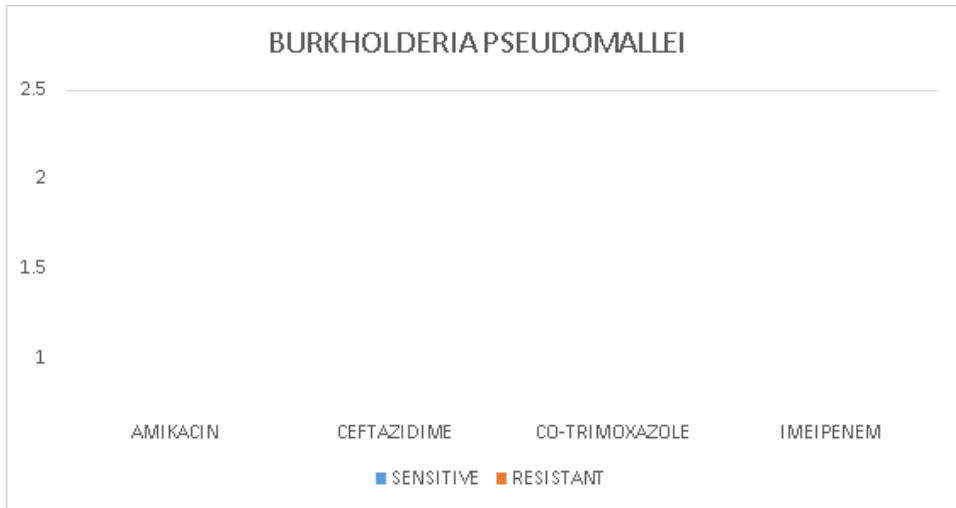 BURKHOLDERIA PSEUDOMALLEI
2.5
2
1.5
1
AMIKACIN CEFTAZIDIME CO-TRIMOXAZOLE IMEIPENEM
SENSITIVE RESISTANT